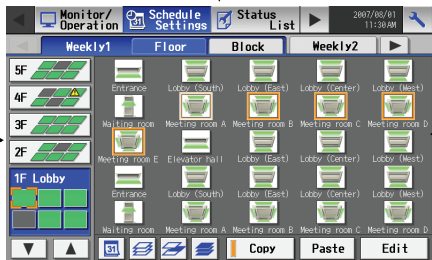 Monitor/ Operation
Schedule Settings
Status List
2007/08/01 11:30AM
Weekly1 Floor Block Weekly2
5F
4F
3F
2F
1F Lobby
Entrance Lobby (South) Lobby (East) Lobby (Center) Lobby (West)
Waiting room Meeting room A Meeting room B Meeting room C Meeting room D
Meeting room E Elevator hall Lobby (East) Lobby (Center) Lobby (West)
Entrance Lobby (South) Lobby (East) Lobby (Center) Lobby (West)
Waiting room Meeting room A Meeting room B Meeting room C Meeting room D
31 Copy Paste Edit